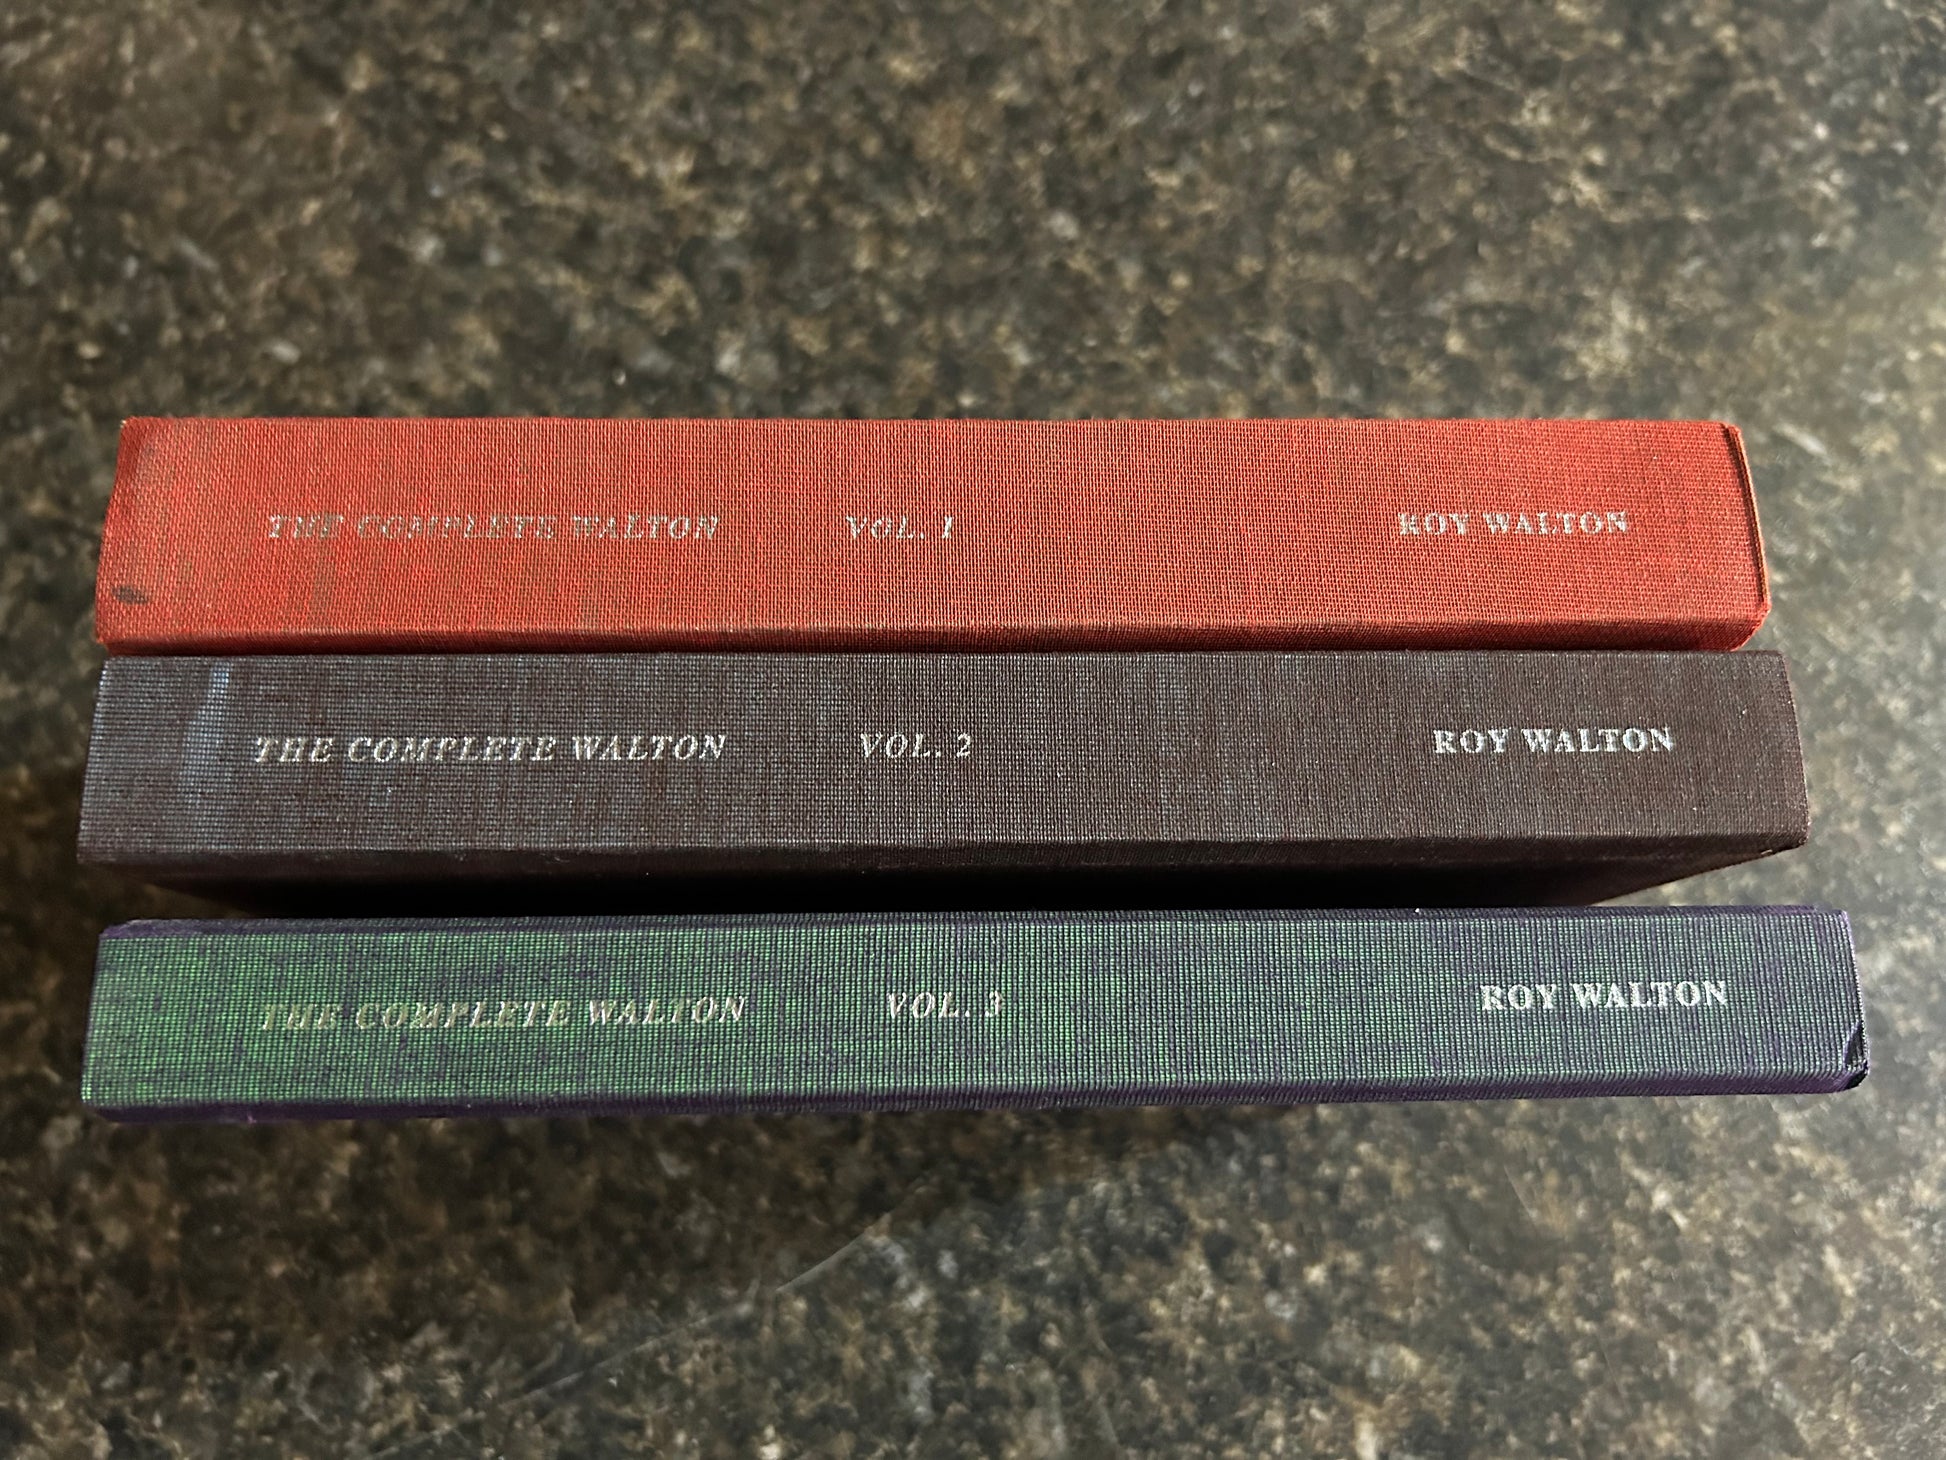 THE COMPLETE WALTON VOL. 1 ROY WALTON
THE COMPLETE WALTON VOL. 2 ROY WALTON
THE COMPLETE WALTON VOL. 3 ROY WALTON